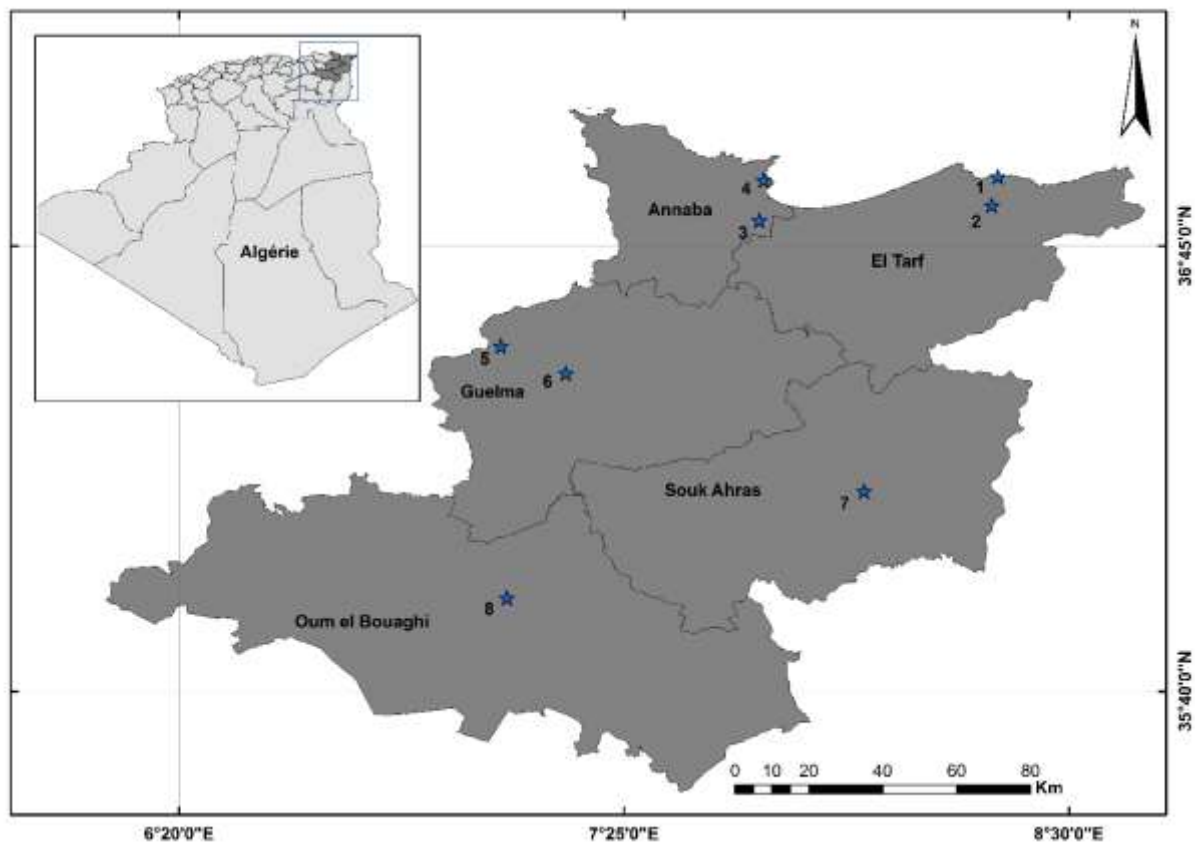 N
Algérie
4
Annaba
3
1
2
El Tarf
36°45'0"N
5
6
Guelma
Souk Ahras
7
8
Oum el Bouaghi
35°40'0"N
0 10 20 40 60 80
Km
6°20'0"E 7°25'0"E 8°30'0"E